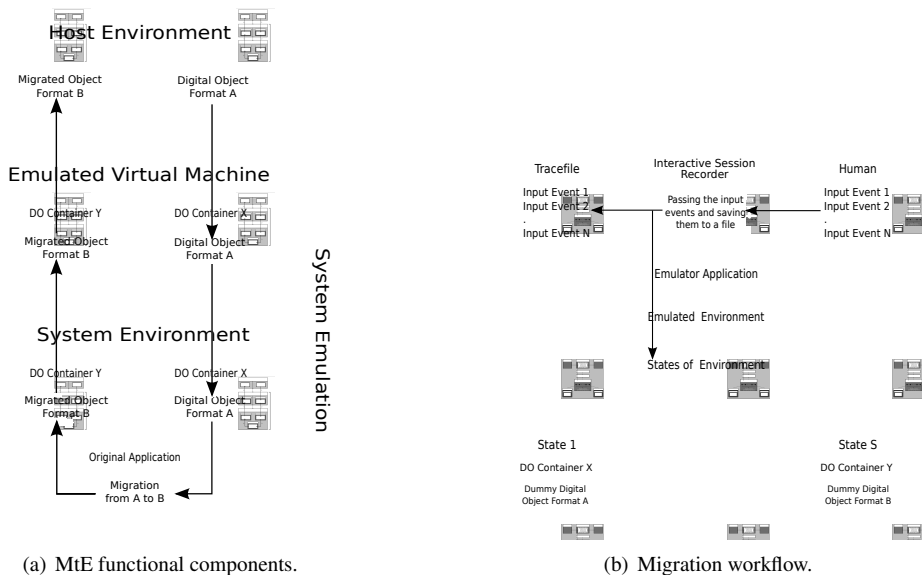 Host Environment
Migrated Object
Format B
Digital Object
Format A
Emulated Virtual Machine
DO Container Y
Migrated Object
Format B
DO Container X
Digital Object
Format A
System Environment
DO Container Y
Migrated Object
Format B
DO Container X
Digital Object
Format A
Original Application
Migration
from A to B
System Emulation
(a) MtE functional components.
Tracefile
Input Event 1
Input Event 2
.
Input Event N
Interactive Session
Recorder
Passing the input
events and saving
them to a file
Human
Input Event 1
Input Event 2
.
Input Event N
Emulator Application
Emulated Environment
States of Environment
State 1
DO Container X
Dummy Digital
Object Format A
State S
DO Container Y
Dummy Digital
Object Format B
(b) Migration workflow.